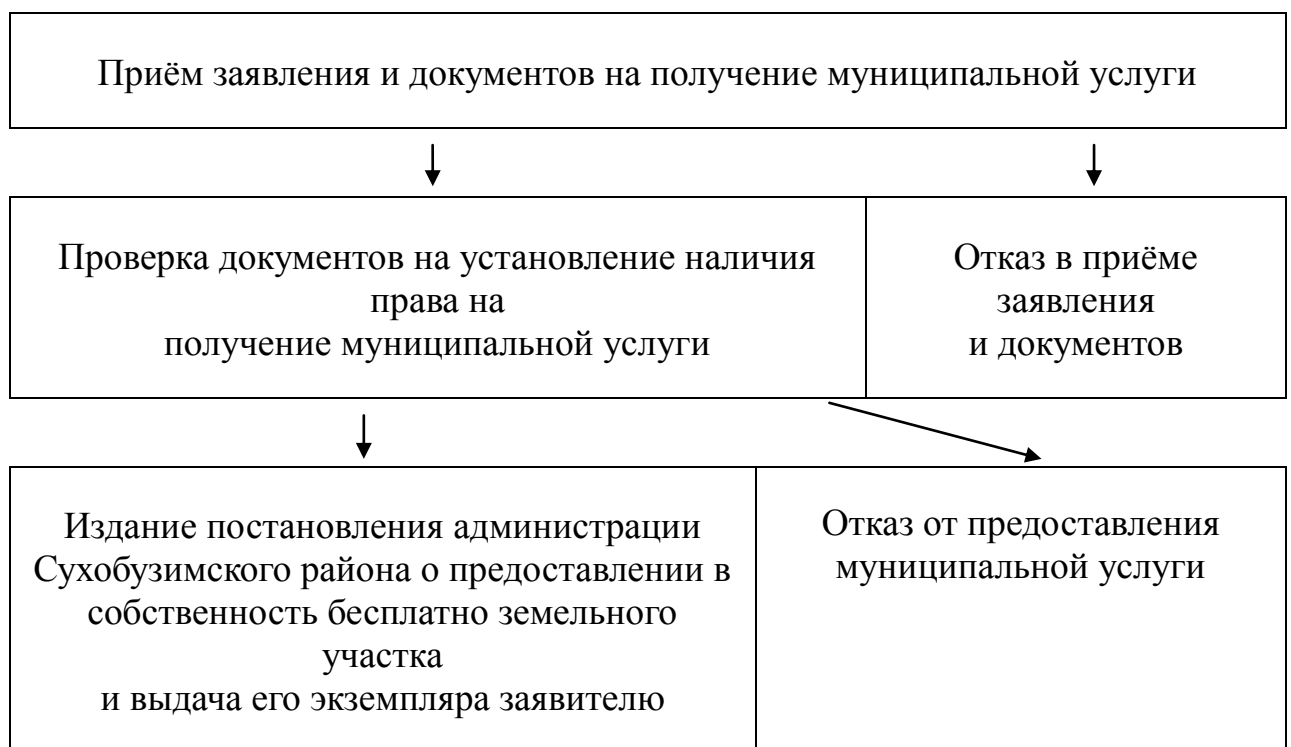 Приём заявления и документов на получение муниципальной услуги
Проверка документов на установление наличия
права на
получение муниципальной услуги
Отказ в приёме
заявления
и документов
Издание постановления администрации
Сухобузимского района о предоставлении в
собственность бесплатно земельного
участка
и выдача его экземпляра заявителю
Отказ от предоставления
муниципальной услуги